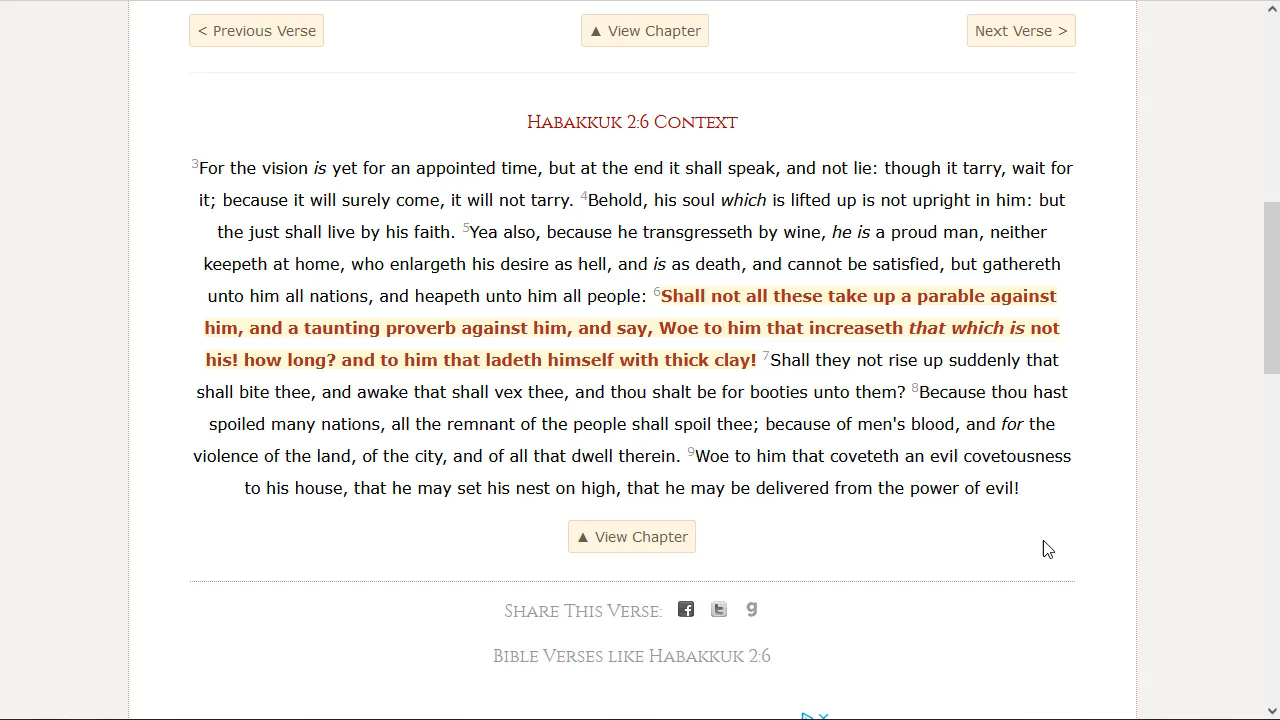 < Previous Verse
▲ View Chapter
Next Verse >
Habakkuk 2:6 Context
3For the vision is yet for an appointed time, but at the end it shall speak, and not lie: though it tarry, wait for
it; because it will surely come, it will not tarry. 4Behold, his soul which is lifted up is not upright in him: but
the just shall live by his faith. 5Yea also, because he transgresseth by wine, he is a proud man, neither
keepeth at home, who enlargeth his desire as hell, and is as death, and cannot be satisfied, but gathereth
unto him all nations, and heapeth unto him all people: 6Shall not all these take up a parable against
him, and a taunting proverb against him, and say, Woe to him that increaseth that which is not
his! how long? and to him that ladeth himself with thick clay! 7Shall they not rise up suddenly that
shall bite thee, and awake that shall vex thee, and thou shalt be for booties unto them? 8Because thou hast
spoiled many nations, all the remnant of the people shall spoil thee; because of men's blood, and for the
violence of the land, of the city, and of all that dwell therein. 9Woe to him that coveteth an evil covetousness
to his house, that he may set his nest on high, that he may be delivered from the power of evil!
▲ View Chapter
Share This Verse: f t g
Bible Verses like Habakkuk 2:6